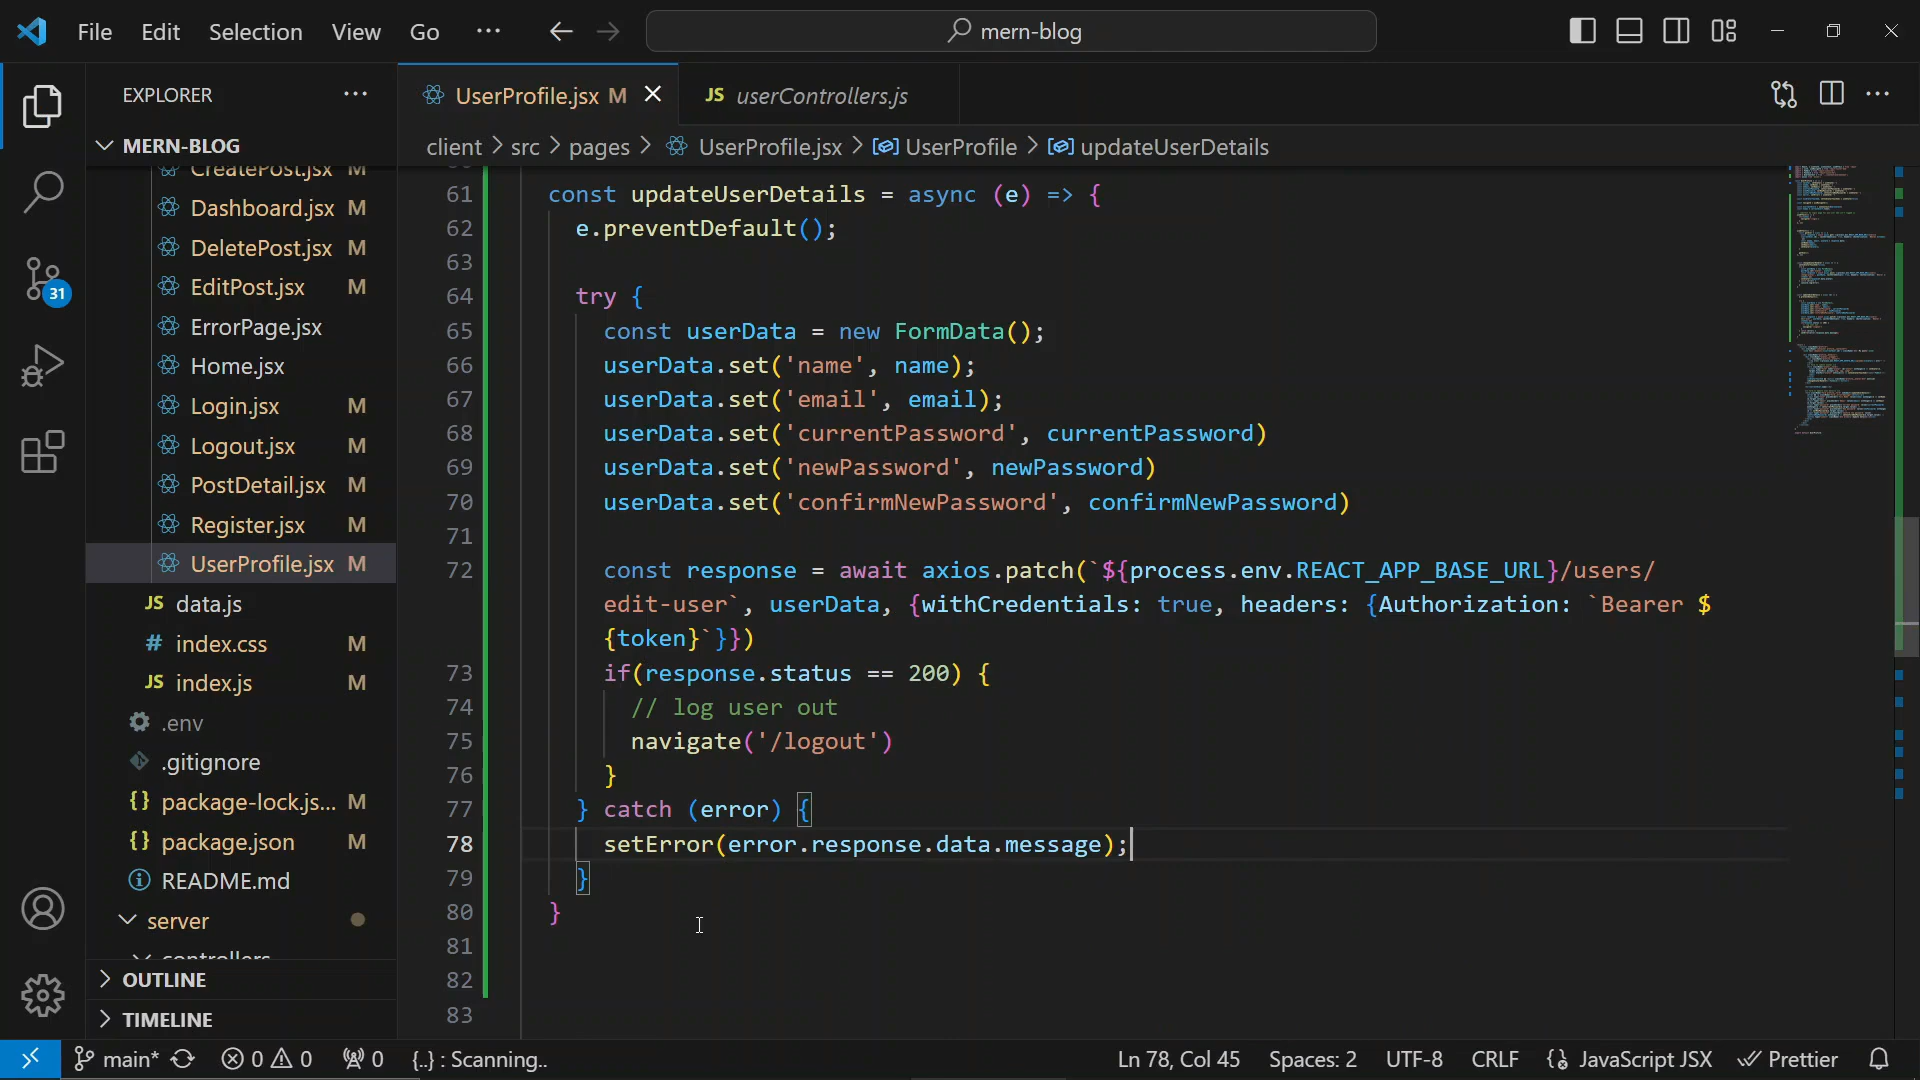 File Edit Selection View Go ··· mern-blog
EXPLORER ···
MERN-BLOG
CreatePost.jsx M
Dashboard.jsx M
DeletePost.jsx M
EditPost.jsx M
ErrorPage.jsx
Home.jsx
Login.jsx M
Logout.jsx M
PostDetail.jsx M
Register.jsx M
UserProfile.jsx M
JS data.js
# index.css M
JS index.js M
.env
.gitignore
{} package-lock.js... M
{} package.json M
README.md
server
controllers
OUTLINE
TIMELINE
31
UserProfile.jsx M
JS userControllers.js
client > src > pages > UserProfile.jsx > UserProfile > updateUserDetails
61 const updateUserDetails = async (e) => {
62 e.preventDefault();
63
64 try {
65 const userData = new FormData();
66 userData.set('name', name);
67 userData.set('email', email);
68 userData.set('currentPassword', currentPassword)
69 userData.set('newPassword', newPassword)
70 userData.set('confirmNewPassword', confirmNewPassword)
71
72 const response = await axios.patch(`${process.env.REACT_APP_BASE_URL}/users/
edit-user`, userData, {withCredentials: true, headers: {Authorization: `Bearer $
{token}`}})
73 if(response.status == 200) {
74 // log user out
75 navigate('/logout')
76 }
77 } catch (error) {
78 setError(error.response.data.message);
79 }
80 }
81
82
83
main* 0 0 0 {..} : Scanning.. Ln 78, Col 45 Spaces: 2 UTF-8 CRLF JavaScript JSX Prettier